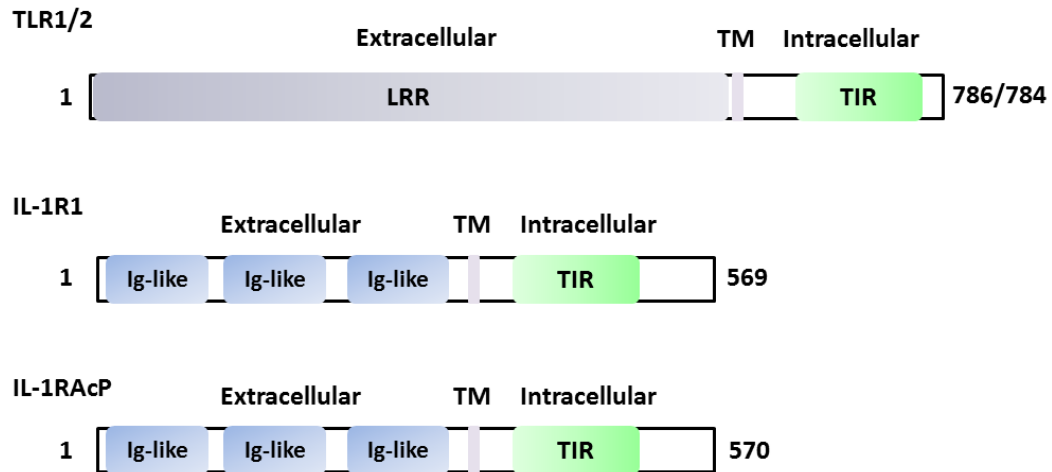 TLR1/2
Extracellular TM Intracellular
1 LRR TIR 786/784
IL-1R1
Extracellular TM Intracellular
1 Ig-like Ig-like Ig-like TIR 569
IL-1RAcP
Extracellular TM Intracellular
1 Ig-like Ig-like Ig-like TIR 570